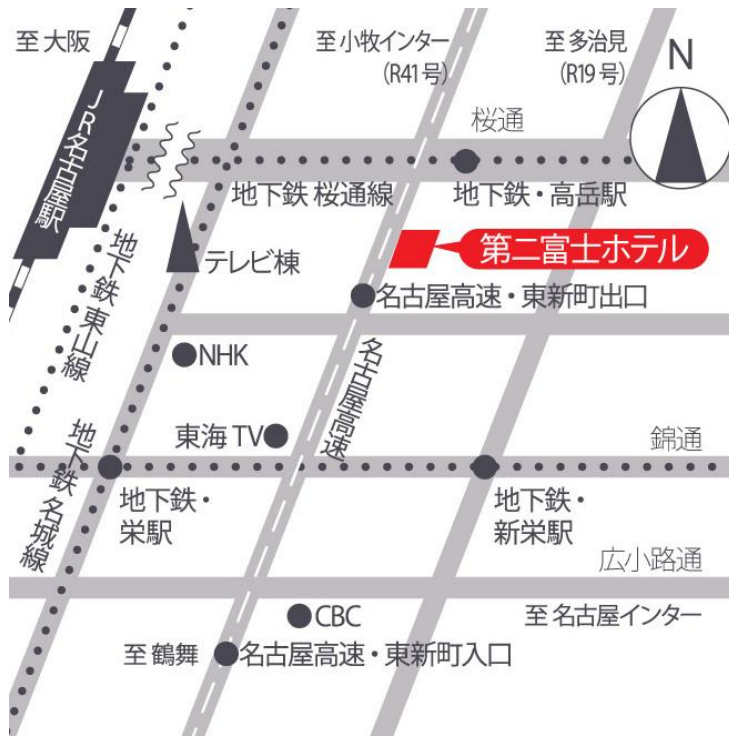 至 大阪
至 小牧インター
(R41 号)
至 多治見
(R19 号)
N
桜通
JR名古屋駅
地下鉄 桜通線
地下鉄・高岳駅
第二富士ホテル
テレビ棟
地下鉄 東山線
名古屋高速・東新町出口
NHK
名古屋高速
東海 TV
錦通
地下鉄 名城線
地下鉄・
栄駅
地下鉄・
新栄駅
広小路通
CBC
至 名古屋インター
至 鶴舞
名古屋高速・東新町入口